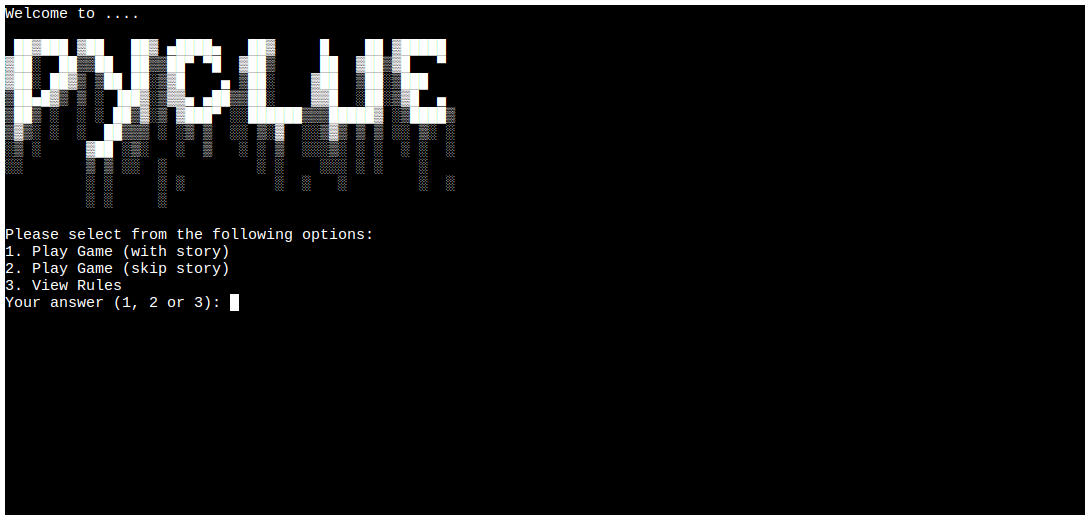 Welcome to ....
PYCLUE
Please select from the following options:
1. Play Game (with story)
2. Play Game (skip story)
3. View Rules
Your answer (1, 2 or 3):